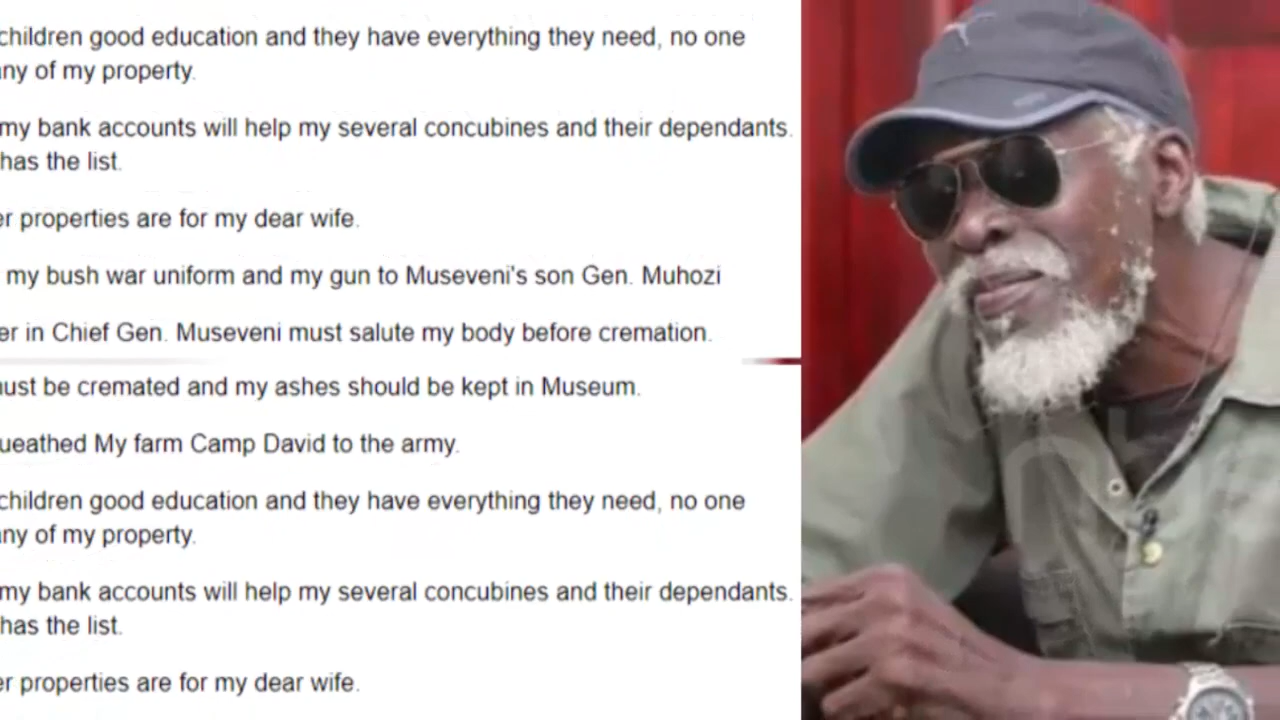 children good education and they have everything they need, no one
any of my property.
my bank accounts will help my several concubines and their dependants.
has the list.
er properties are for my dear wife.
my bush war uniform and my gun to Museveni's son Gen. Muhozi
er in Chief Gen. Museveni must salute my body before cremation.
ust be cremated and my ashes should be kept in Museum.
ueathed My farm Camp David to the army.
children good education and they have everything they need, no one
any of my property.
my bank accounts will help my several concubines and their dependants.
has the list.
er properties are for my dear wife.